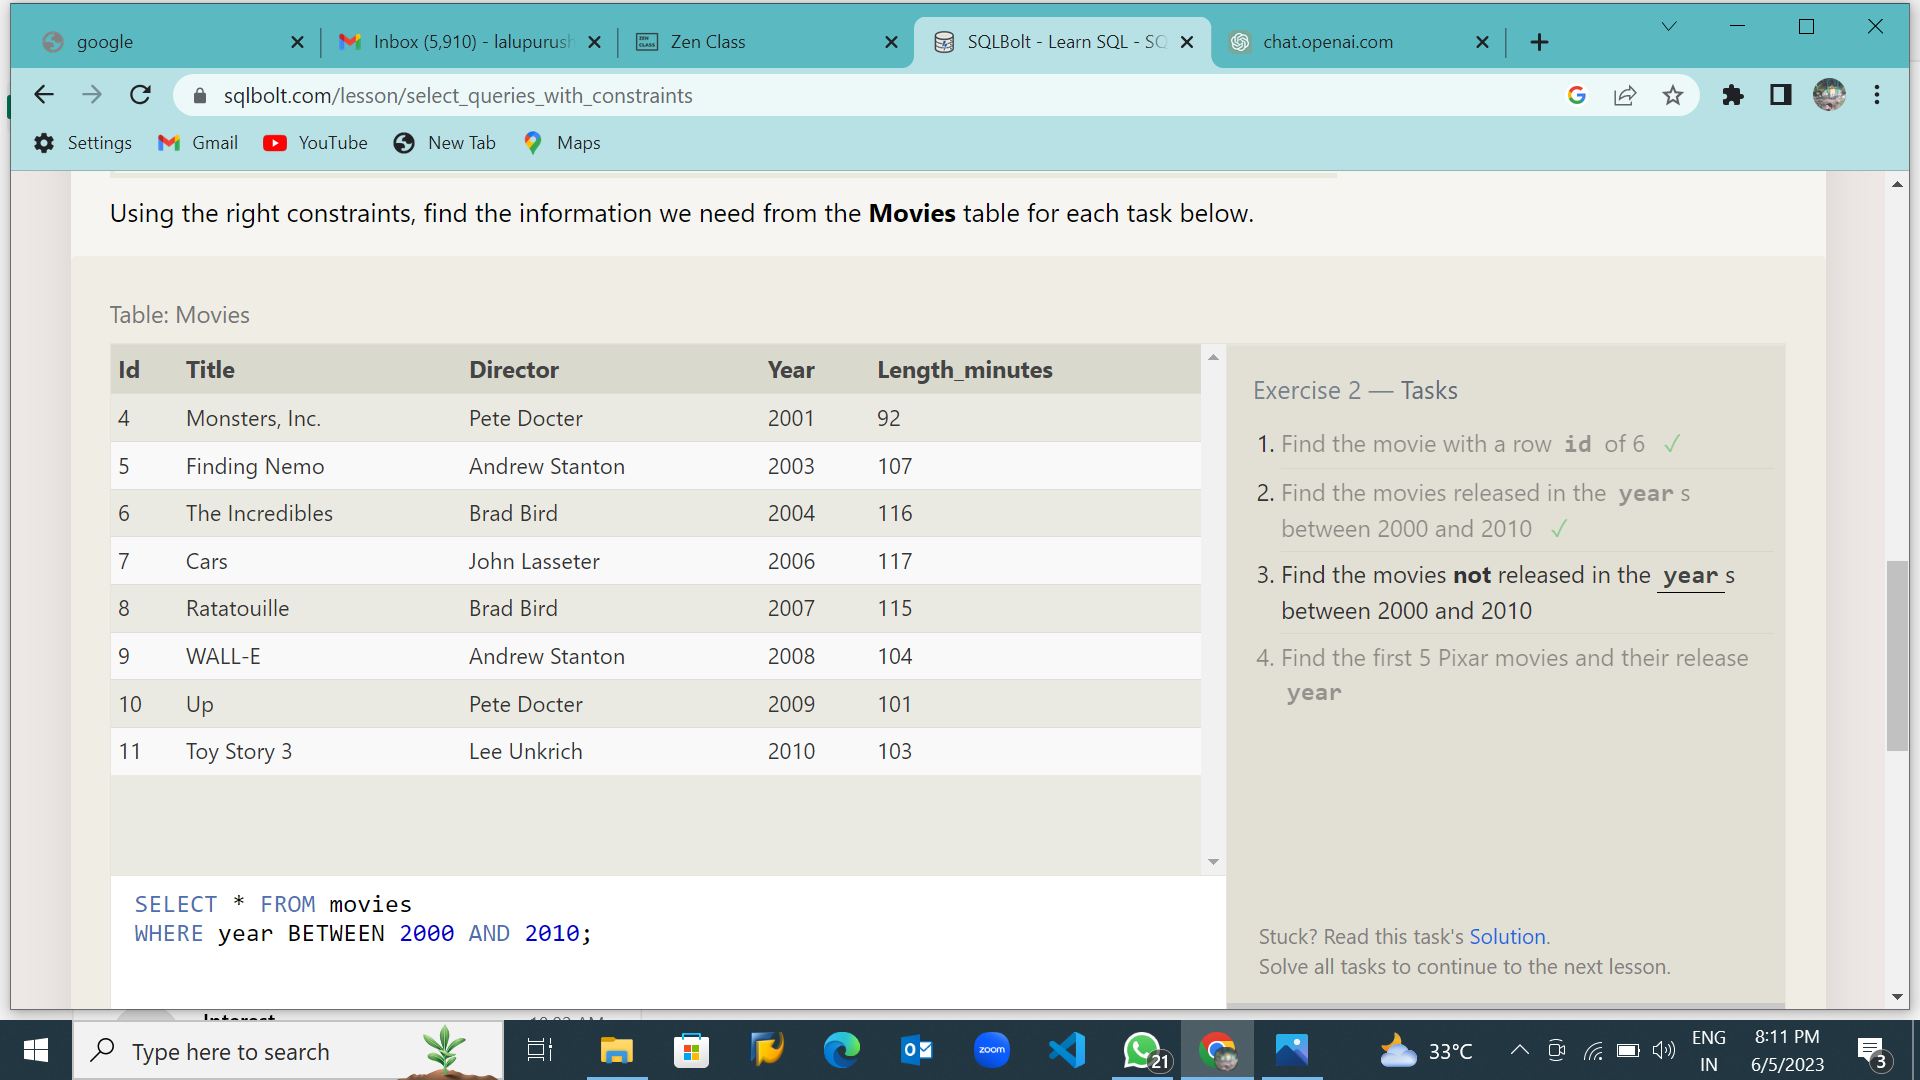 google
Inbox (5,910) - lalupurush
Zen Class
SQLBolt - Learn SQL - SQ
chat.openai.com
sqlbolt.com/lesson/select_queries_with_constraints
Settings
Gmail
YouTube
New Tab
Maps
Using the right constraints, find the information we need from the Movies table for each task below.
Table: Movies
Id Title Director Year Length_minutes
4 Monsters, Inc. Pete Docter 2001 92
5 Finding Nemo Andrew Stanton 2003 107
6 The Incredibles Brad Bird 2004 116
7 Cars John Lasseter 2006 117
8 Ratatouille Brad Bird 2007 115
9 WALL-E Andrew Stanton 2008 104
10 Up Pete Docter 2009 101
11 Toy Story 3 Lee Unkrich 2010 103
SELECT * FROM movies
WHERE year BETWEEN 2000 AND 2010;
Exercise 2 — Tasks
1. Find the movie with a row id of 6 ✓
2. Find the movies released in the year s
between 2000 and 2010 ✓
3. Find the movies not released in the year s
between 2000 and 2010
4. Find the first 5 Pixar movies and their release
year
Stuck? Read this task's Solution.
Solve all tasks to continue to the next lesson.
Type here to search
zoom
21
33°C
ENG
IN
8:11 PM
6/5/2023
3